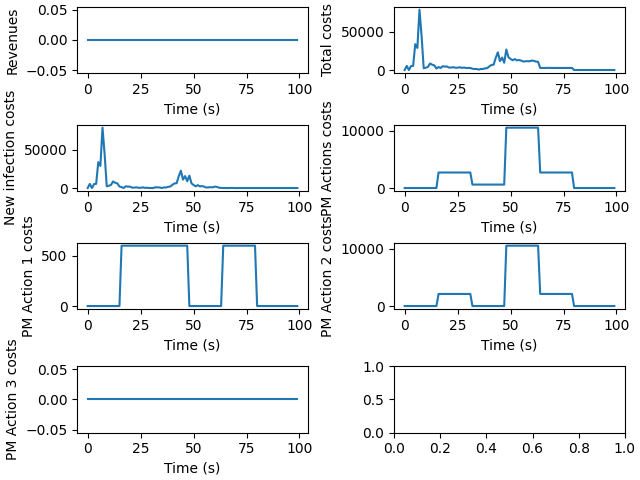 Revenues
0.05
0.00
−0.05
0 25 50 75 100
Time (s)
Total costs
50000
0
0 25 50 75 100
Time (s)
New infection costs
50000
0
0 25 50 75 100
Time (s)
PM Actions costs
10000
0
0 25 50 75 100
Time (s)
PM Action 1 costs
500
0
0 25 50 75 100
Time (s)
PM Action 2 costs
10000
0
0 25 50 75 100
Time (s)
PM Action 3 costs
0.05
0.00
−0.05
0 25 50 75 100
Time (s)
1.0
0.5
0.0
0.0 0.2 0.4 0.6 0.8 1.0